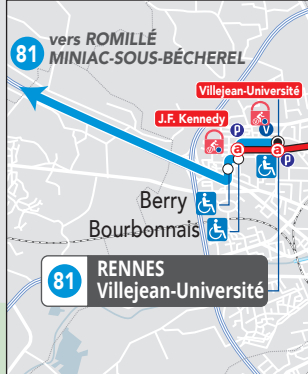 81 vers ROMILLÉ
MINIAC-SOUS-BÉCHEREL
Villejean-Université
J.F. Kennedy
P
V
P
a
a
Berry
Bourbonnais
81 RENNES
Villejean-Université